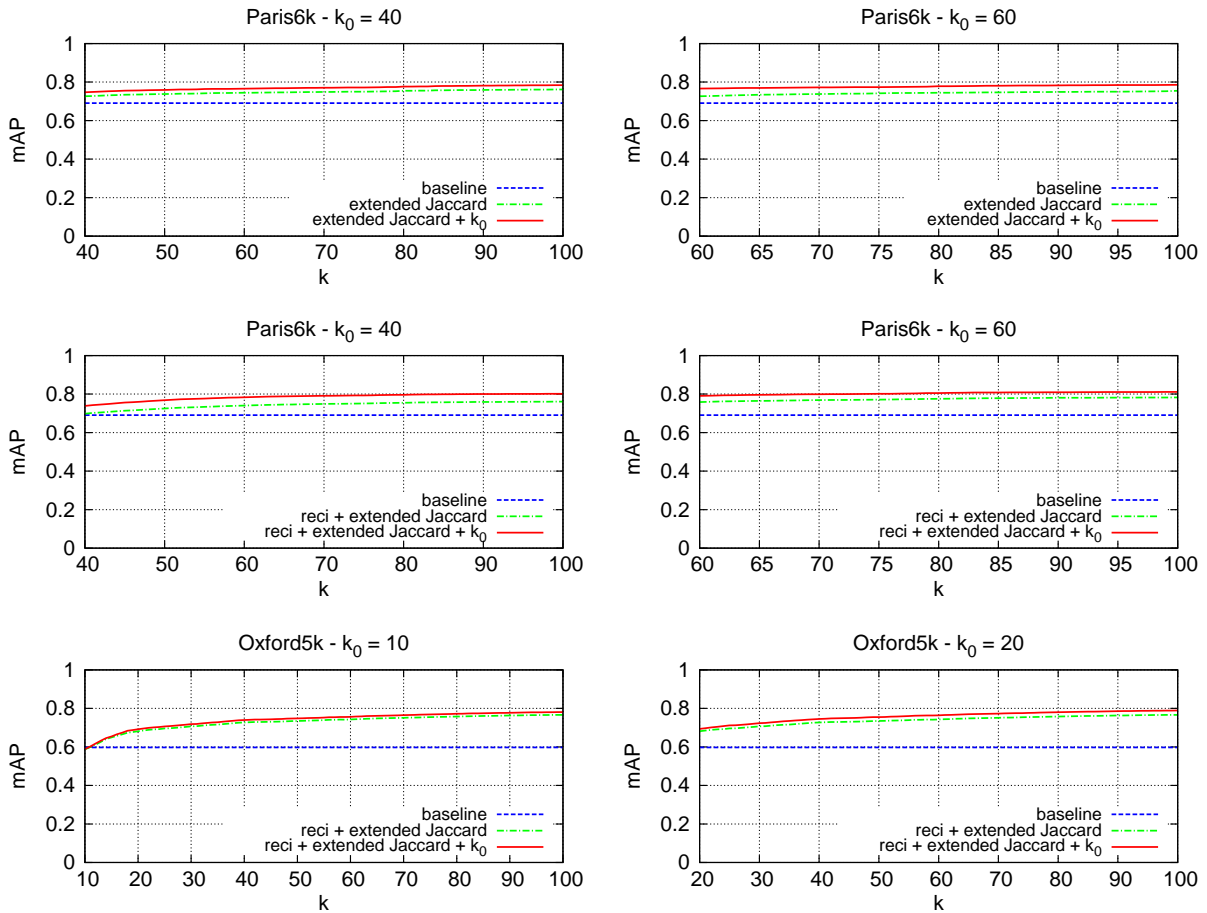 Paris6k - k₀ = 40
1
0.8
0.6
0.4
0.2
0
mAP
baseline
extended Jaccard
extended Jaccard + k₀
40 50 60 70 80 90 100
k
Paris6k - k₀ = 60
1
0.8
0.6
0.4
0.2
0
mAP
baseline
extended Jaccard
extended Jaccard + k₀
60 65 70 75 80 85 90 95 100
k
Paris6k - k₀ = 40
1
0.8
0.6
0.4
0.2
0
mAP
baseline
reci + extended Jaccard
reci + extended Jaccard + k₀
40 50 60 70 80 90 100
k
Paris6k - k₀ = 60
1
0.8
0.6
0.4
0.2
0
mAP
baseline
reci + extended Jaccard
reci + extended Jaccard + k₀
60 65 70 75 80 85 90 95 100
k
Oxford5k - k₀ = 10
1
0.8
0.6
0.4
0.2
0
mAP
baseline
reci + extended Jaccard
reci + extended Jaccard + k₀
10 20 30 40 50 60 70 80 90 100
k
Oxford5k - k₀ = 20
1
0.8
0.6
0.4
0.2
0
mAP
baseline
reci + extended Jaccard
reci + extended Jaccard + k₀
20 30 40 50 60 70 80 90 100
k